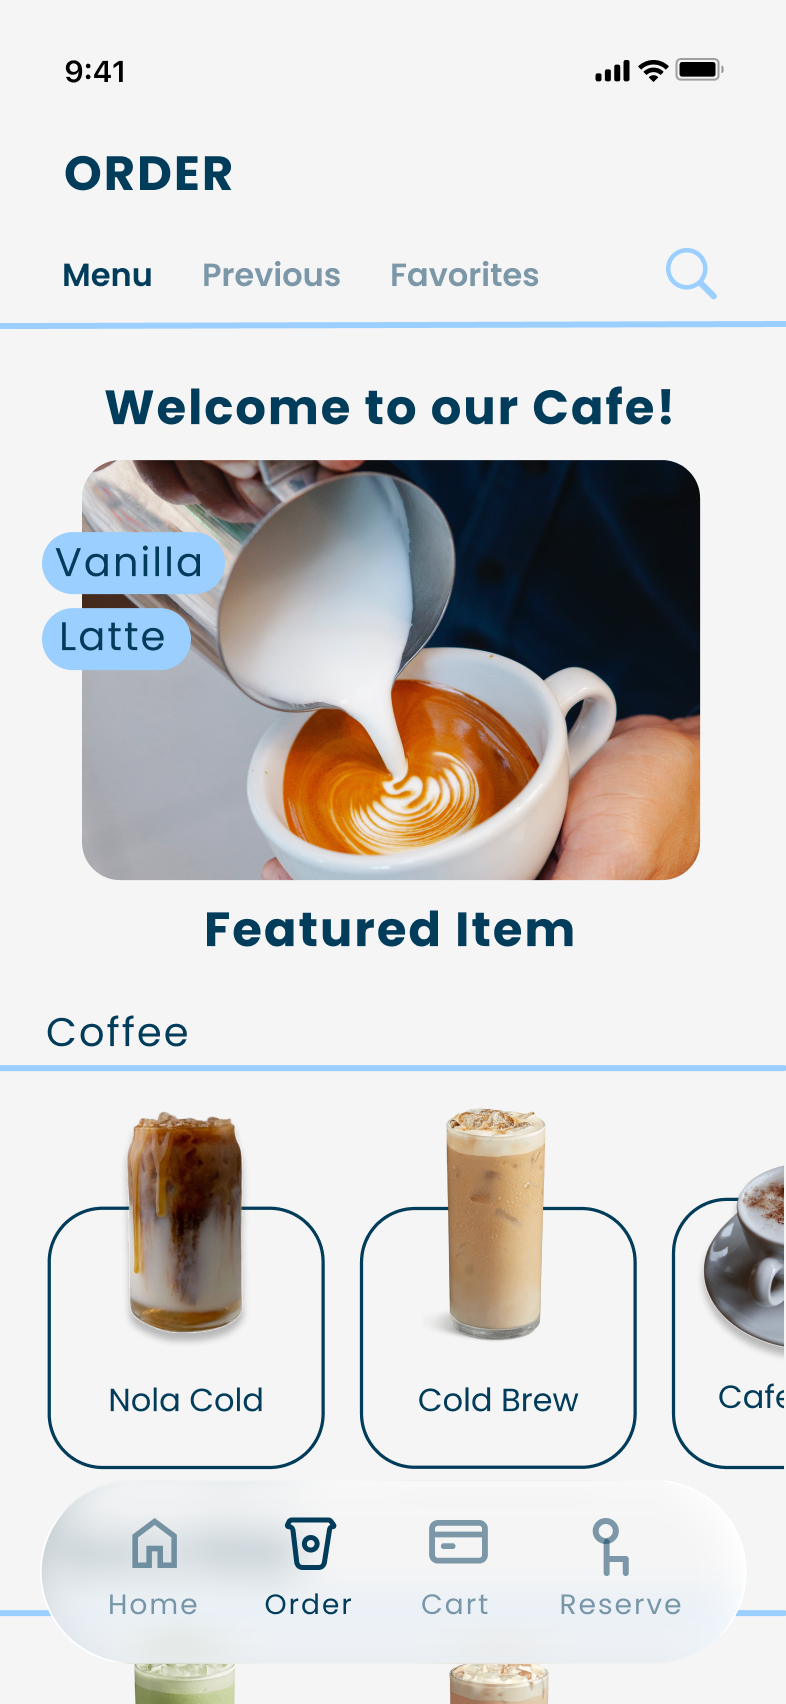 9:41
ORDER
Menu Previous Favorites
Welcome to our Cafe!
Vanilla
Latte
Featured Item
Coffee
Nola Cold Cold Brew
Home Order Cart Reserve